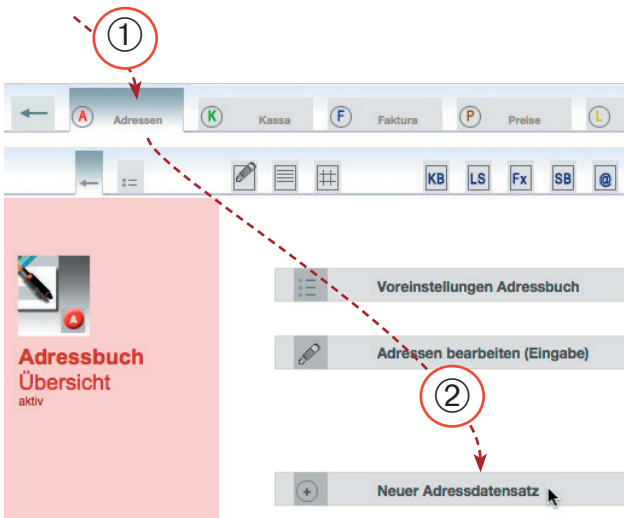 ①
A Adressen K Kassa F Faktura P Preise L
KB LS Fx SB @
Voreinstellungen Adressbuch
A
Adressbuch
Übersicht
aktiv
Adressen bearbeiten (Eingabe)
②
Neuer Adressdatensatz